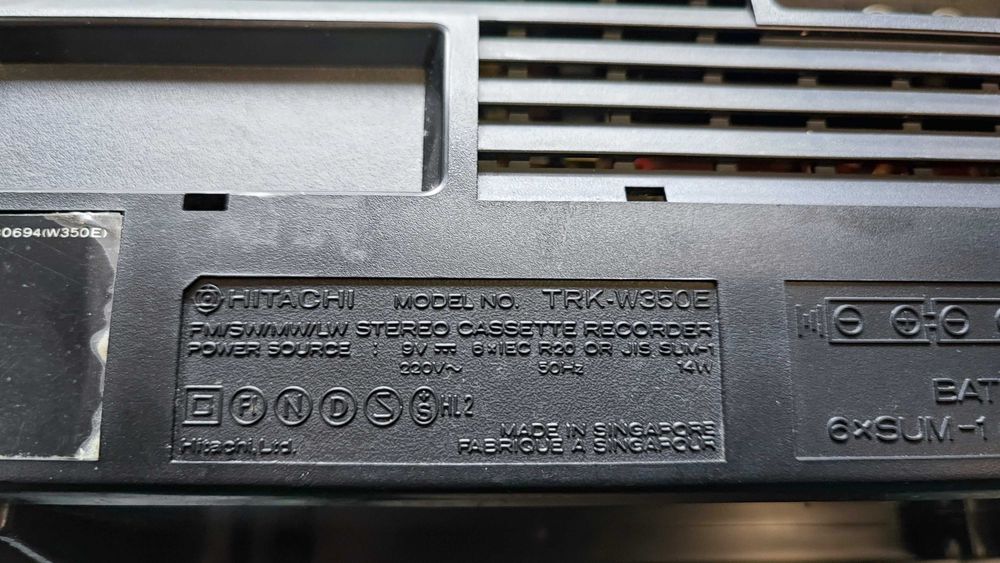 0694(W350E)
HITACHI MODEL NO. TRK-W350E
FM/SW/MW/LW STEREO CASSETTE RECORDER
POWER SOURCE : 9V 6×IEC R20 OR JIS SUM-1
220V~ 50Hz 14W
FI N D S S HL2
MADE IN SINGAPORE
Hitachi, Ltd. FABRIQUE A SINGAPOUR
BAT
6×SUM-1